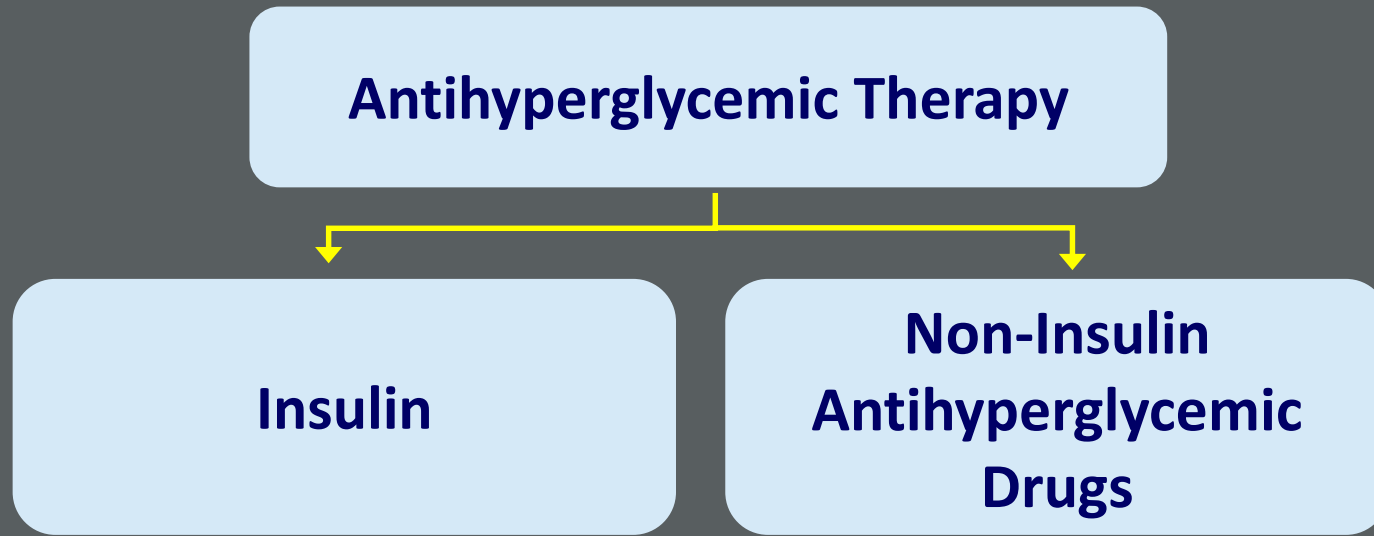 Antihyperglycemic Therapy
Insulin
Non-Insulin
Antihyperglycemic
Drugs